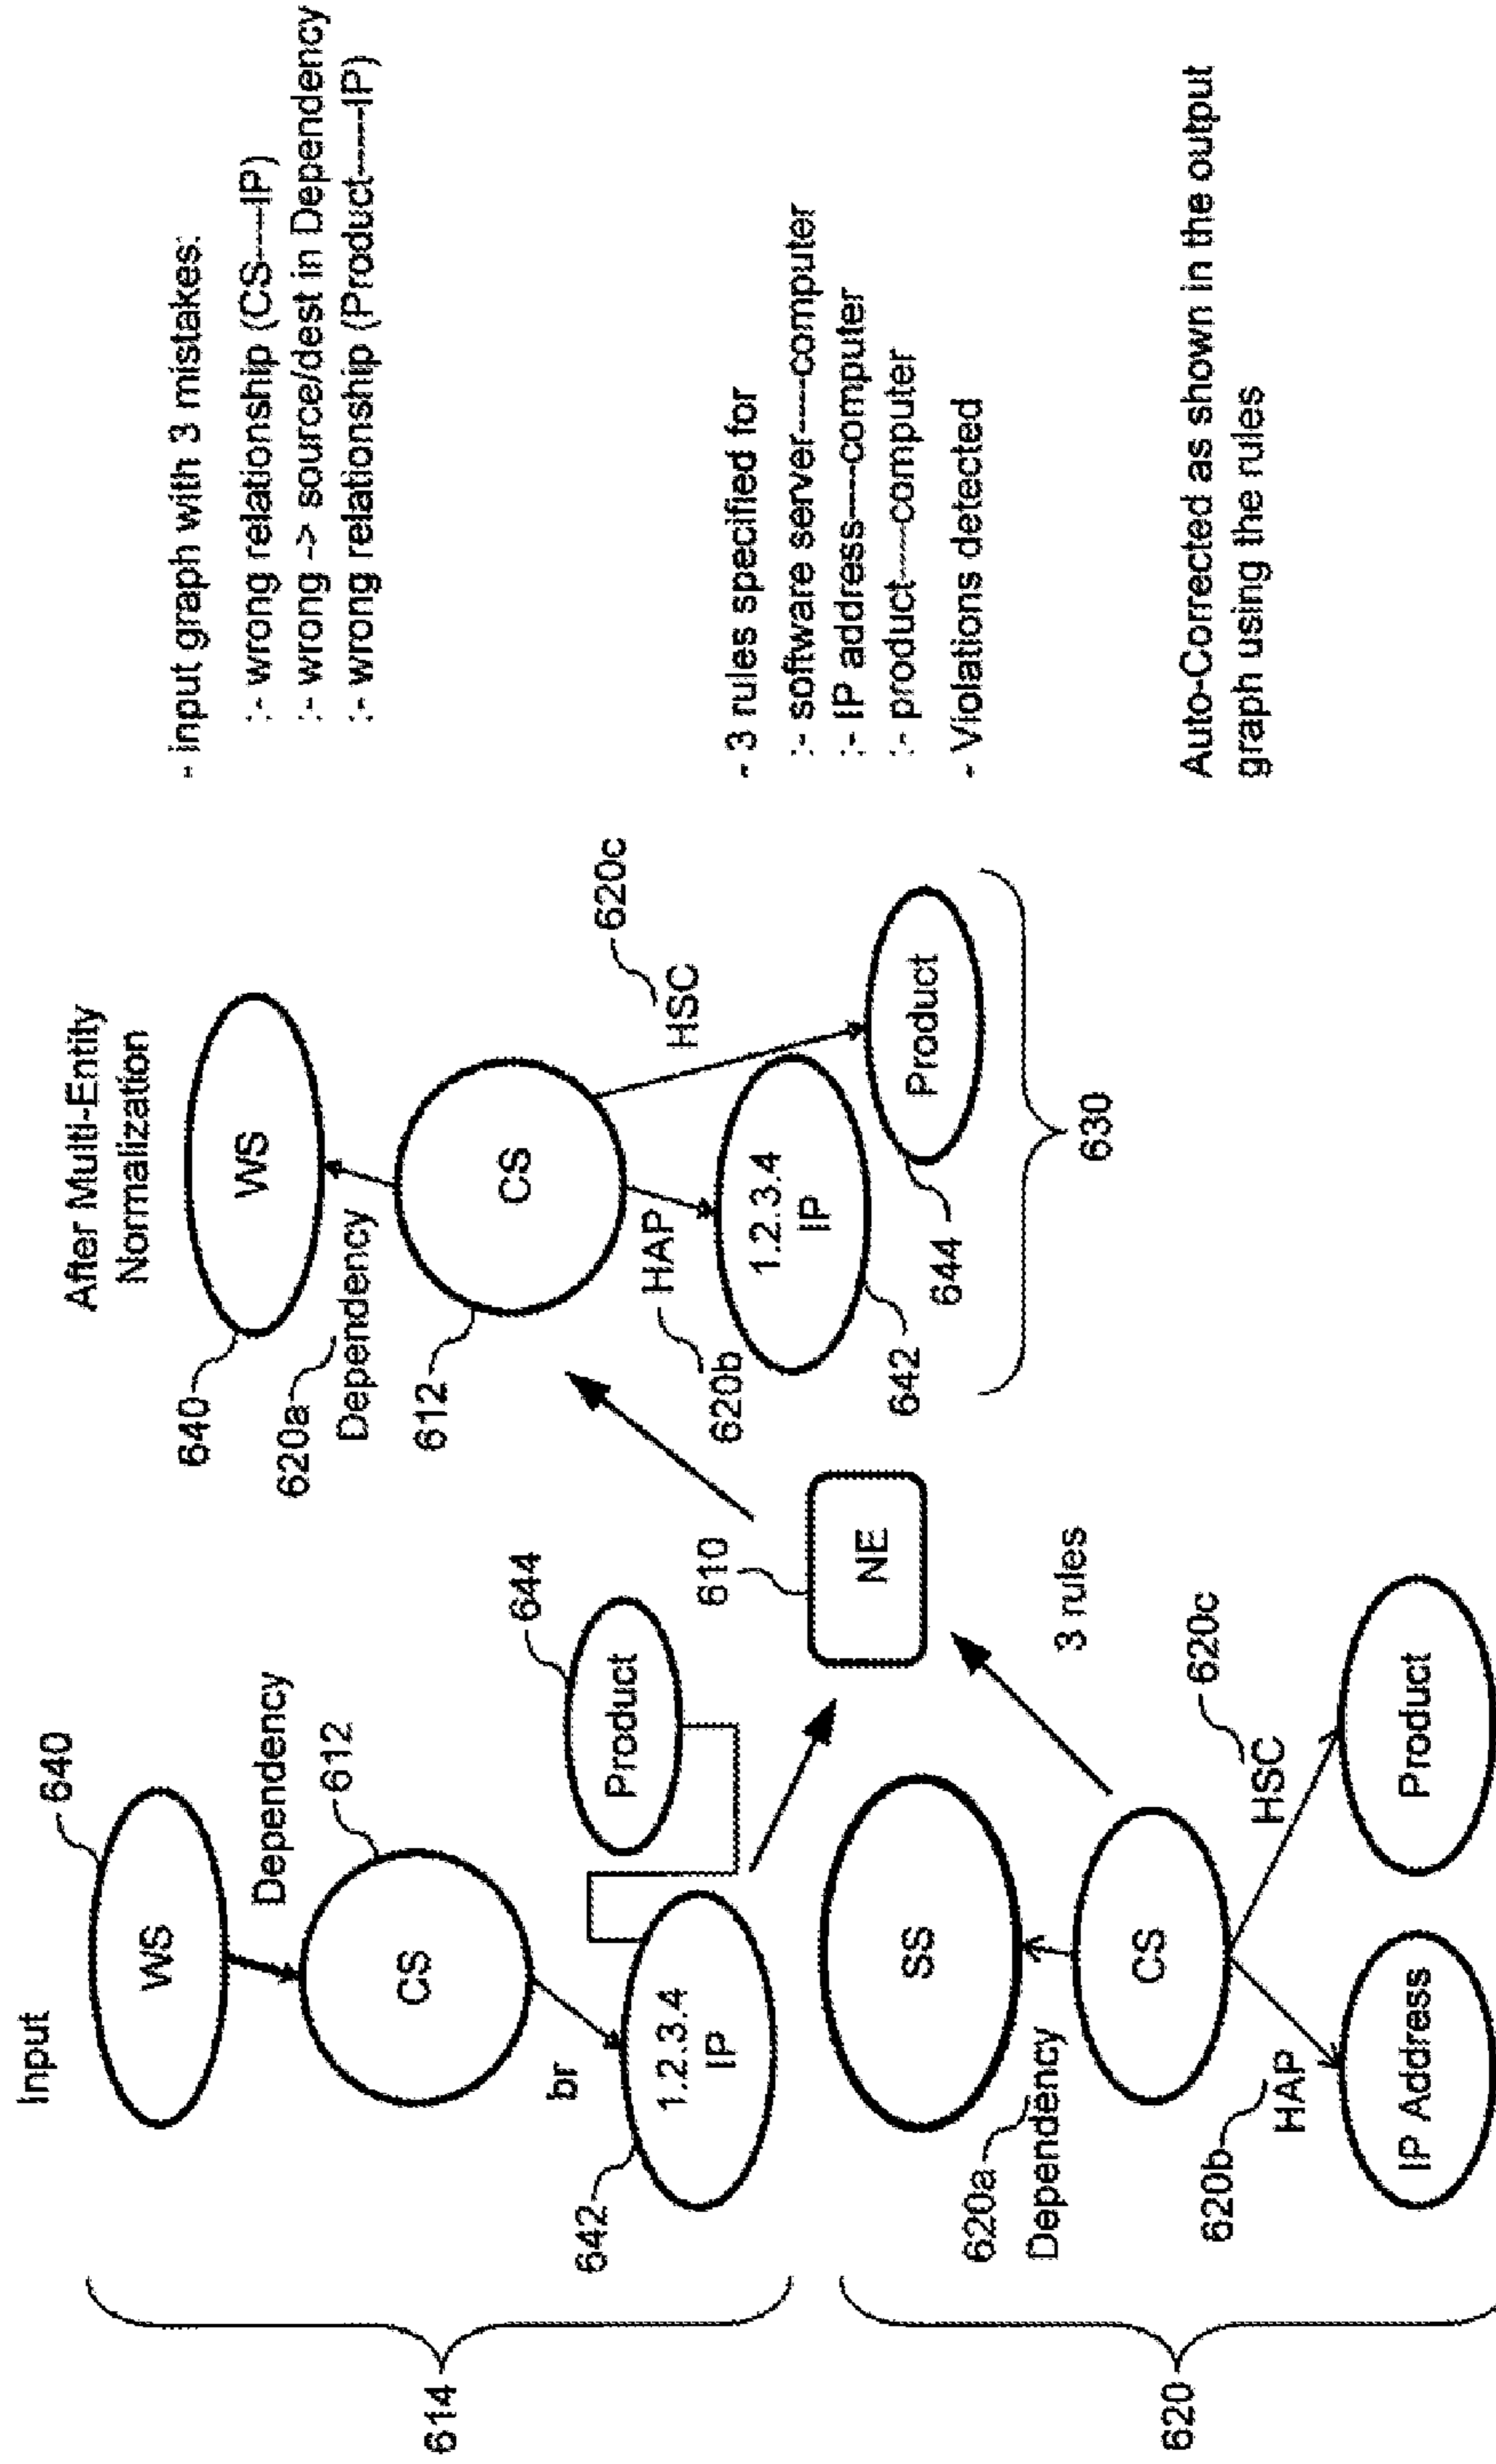 Input
WS
640
Dependency
CS
612
br
1.2.3.4
IP
642
Product
644
614
SS
620a
Dependency
CS
620b
HAP
HSC
620c
IP Address
Product
620
3 rules
610
NE
After Multi-Entity
Normalization
640
WS
620a
Dependency
612
CS
HAP
620b
HSC
620c
1.2.3.4
IP
642
Product
644
630
- input graph with 3 mistakes:
:- wrong relationship (CS----IP)
:- wrong -> source/dest in Dependency
:- wrong relationship (Product-----IP)
- 3 rules specified for
:- software server-----computer
:- IP address----computer
:- product-----computer
- Violations detected
Auto-Corrected as shown in the output
graph using the rules